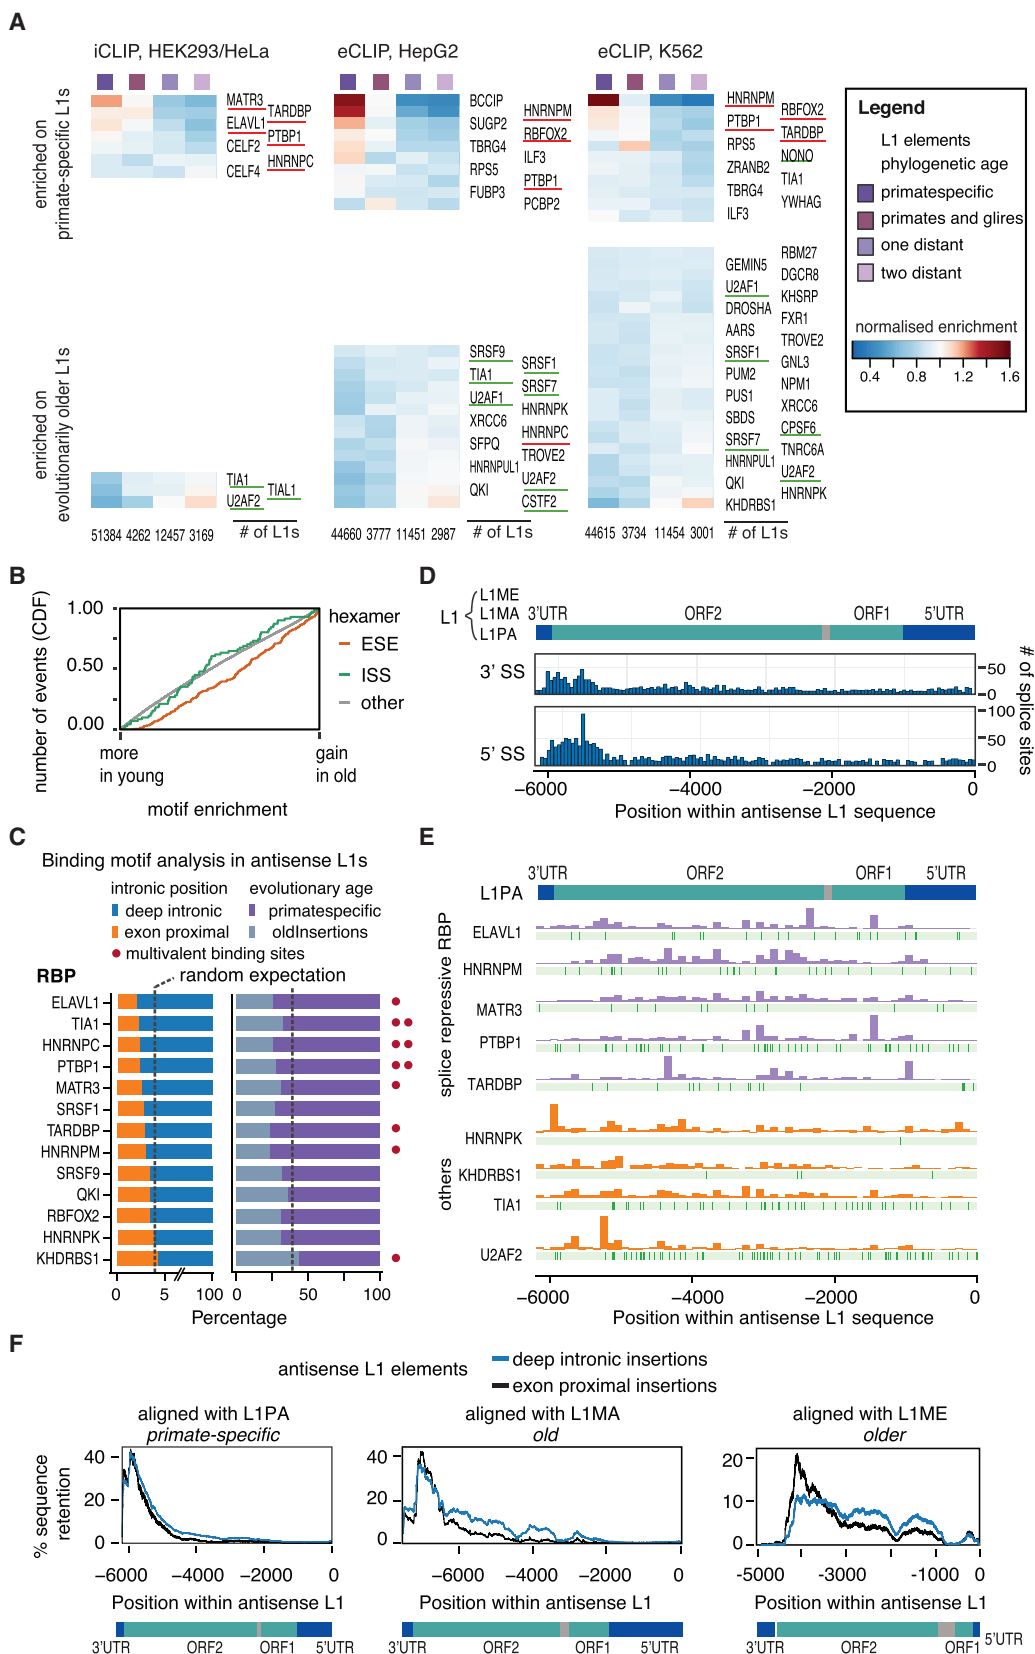 A
iCLIP, HEK293/HeLa
eCLIP, HepG2
eCLIP, K562
enriched on
primate-specific L1s
MATR3
TARDBP
ELAVL1
PTBP1
CELF2
HNRNPC
CELF4
BCCIP
HNRNPM
SUGP2
RBFOX2
TBRG4
ILF3
RPS5
PTBP1
FUBP3
PCBP2
HNRNPM
RBFOX2
PTBP1
TARDBP
RPS5
NONO
ZRANB2
TIA1
TBRG4
YWHAG
ILF3
Legend
L1 elements
phylogenetic age
primatespecific
primates and glires
one distant
two distant
normalised enrichment
0.4 0.8 1.2 1.6
enriched on
evolutionarily older L1s
TIA1
TIAL1
U2AF2
SRSF9
SRSF1
TIA1
SRSF7
U2AF1
HNRNPK
XRCC6
HNRNPC
SFPQ
TROVE2
HNRNPUL1
U2AF2
QKI
CSTF2
RBM27
GEMIN5
DGCR8
U2AF1
KHSRP
DROSHA
FXR1
AARS
TROVE2
SRSF1
GNL3
PUM2
NPM1
PUS1
XRCC6
SBDS
CPSF6
SRSF7
TNRC6A
HNRNPUL1
U2AF2
QKI
HNRNPK
KHDRBS1
51384 4262 12457 3169 # of L1s
44660 3777 11451 2987 # of L1s
44615 3734 11454 3001 # of L1s
B
number of events (CDF)
1.00
0.50
0.00
more
in young
gain
in old
motif enrichment
hexamer
ESE
ISS
other
D
L1
L1ME
L1MA
L1PA
3'UTR ORF2 ORF1 5'UTR
3' SS
5' SS
50
0
100
50
0
# of splice sites
−6000 −4000 −2000 0
Position within antisense L1 sequence
C
Binding motif analysis in antisense L1s
intronic position
deep intronic
exon proximal
evolutionary age
primatespecific
oldInsertions
multivalent binding sites
RBP
random expectation
ELAVL1
TIA1
HNRNPC
PTBP1
MATR3
SRSF1
TARDBP
HNRNPM
SRSF9
QKI
RBFOX2
HNRNPK
KHDRBS1
0 5 100
0 50 100
Percentage
E
L1PA
3'UTR ORF2 ORF1 5'UTR
splice repressive RBP
ELAVL1
HNRNPM
MATR3
PTBP1
TARDBP
others
HNRNPK
KHDRBS1
TIA1
U2AF2
−6000 −4000 −2000 0
Position within antisense L1 sequence
F
antisense L1 elements
deep intronic insertions
exon proximal insertions
aligned with L1PA
primate-specific
aligned with L1MA
old
aligned with L1ME
older
% sequence
retention
40
20
0
40
20
0
20
10
0
−6000 −4000 −2000 0
−6000 −4000 −2000 0
-5000 -3000 -1000 0
Position within antisense L1
Position within antisense L1
Position within antisense L1
3'UTR ORF2 ORF1 5'UTR
3'UTR ORF2 ORF1 5'UTR
3'UTR ORF2 ORF1 5'UTR